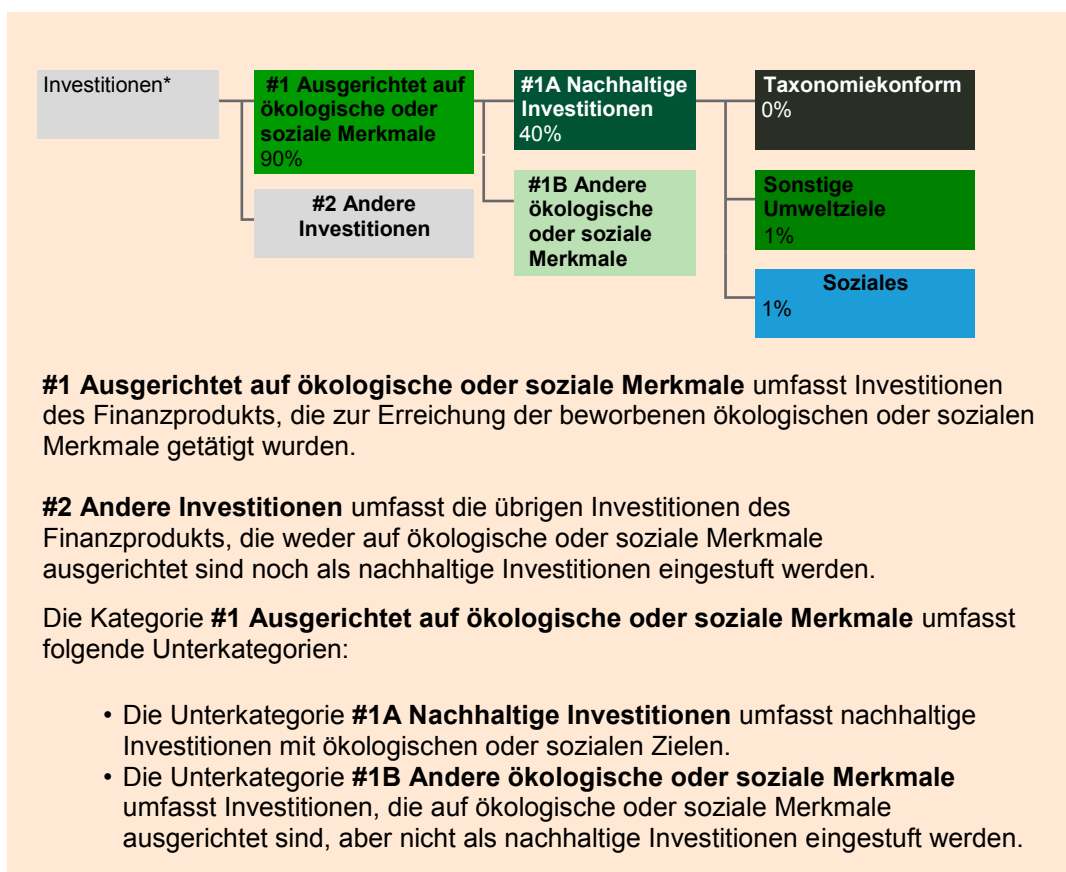 Investitionen*
#1 Ausgerichtet auf
ökologische oder
soziale Merkmale
90%
#2 Andere
Investitionen
#1A Nachhaltige
Investitionen
40%
#1B Andere
ökologische
oder soziale
Merkmale
Taxonomiekonform
0%
Sonstige
Umweltziele
1%
Soziales
1%
#1 Ausgerichtet auf ökologische oder soziale Merkmale umfasst Investitionen
des Finanzprodukts, die zur Erreichung der beworbenen ökologischen oder sozialen
Merkmale getätigt wurden.
#2 Andere Investitionen umfasst die übrigen Investitionen des
Finanzprodukts, die weder auf ökologische oder soziale Merkmale
ausgerichtet sind noch als nachhaltige Investitionen eingestuft werden.
Die Kategorie #1 Ausgerichtet auf ökologische oder soziale Merkmale umfasst
folgende Unterkategorien:
• Die Unterkategorie #1A Nachhaltige Investitionen umfasst nachhaltige
Investitionen mit ökologischen oder sozialen Zielen.
• Die Unterkategorie #1B Andere ökologische oder soziale Merkmale
umfasst Investitionen, die auf ökologische oder soziale Merkmale
ausgerichtet sind, aber nicht als nachhaltige Investitionen eingestuft werden.